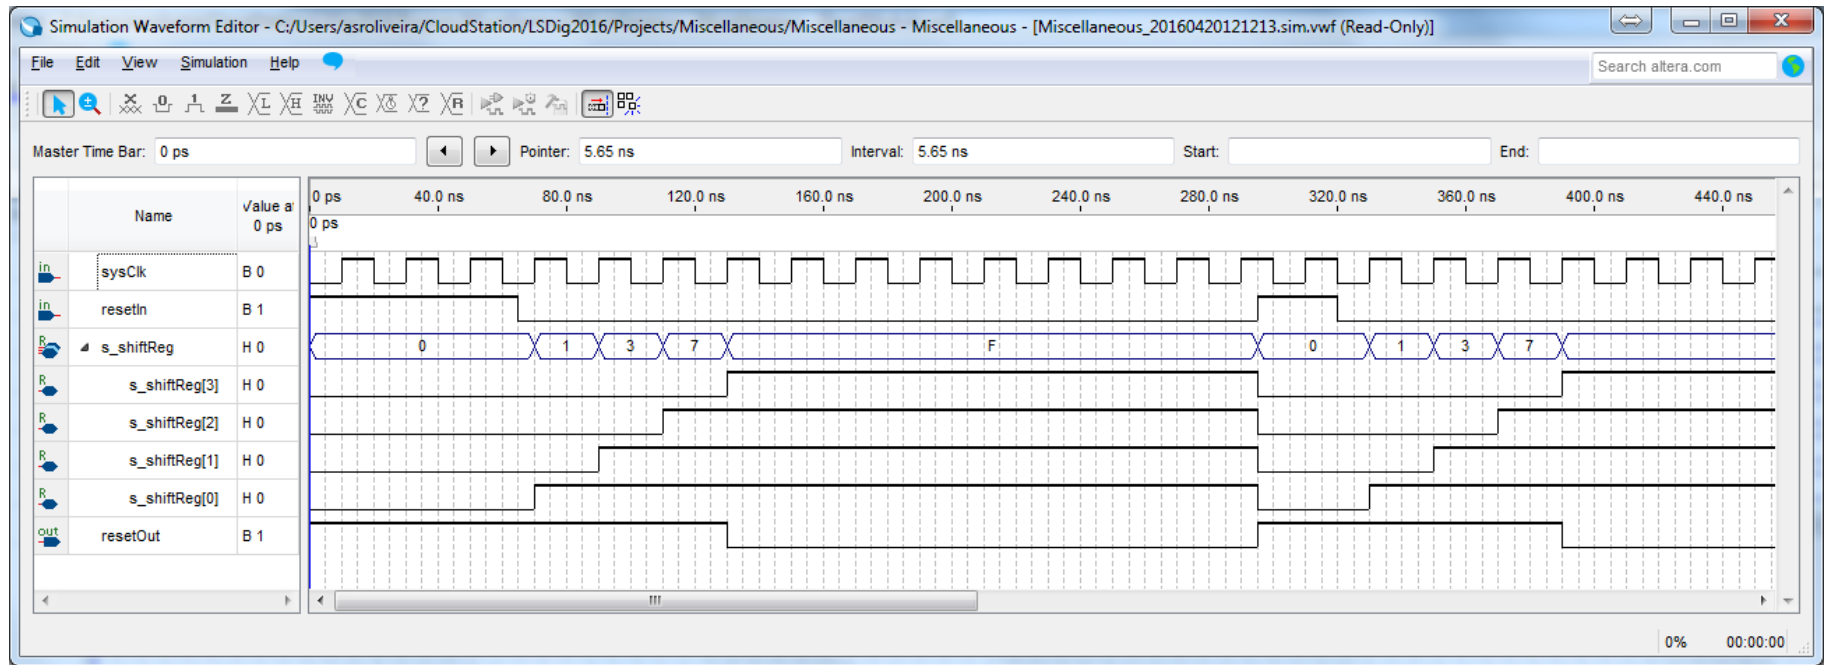 Simulation Waveform Editor - C:/Users/asroliveira/CloudStation/LSDig2016/Projects/Miscellaneous/Miscellaneous - Miscellaneous - [Miscellaneous_20160420121213.sim.vwf (Read-Only)]
File Edit View Simulation Help
Search altera.com
Master Time Bar: 0 ps Pointer: 5.65 ns Interval: 5.65 ns Start: End:
Name Value a 0 ps
0 ps 40.0 ns 80.0 ns 120.0 ns 160.0 ns 200.0 ns 240.0 ns 280.0 ns 320.0 ns 360.0 ns 400.0 ns 440.0 ns
0 ps
in sysClk B 0
in resetIn B 1
R s_shiftReg H 0 0 1 3 7 F 0 1 3 7
R s_shiftReg[3] H 0
R s_shiftReg[2] H 0
R s_shiftReg[1] H 0
R s_shiftReg[0] H 0
out resetOut B 1
0% 00:00:00